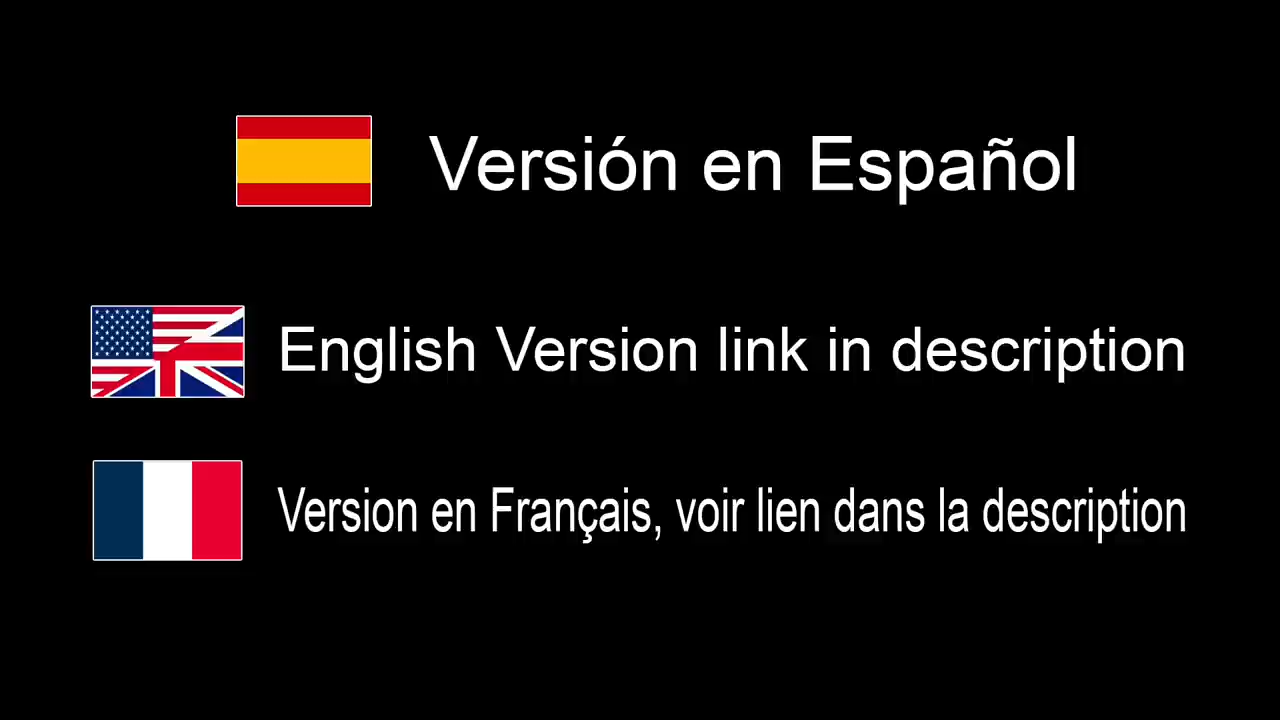 Versión en Español
English Version link in description
Version en Français, voir lien dans la description